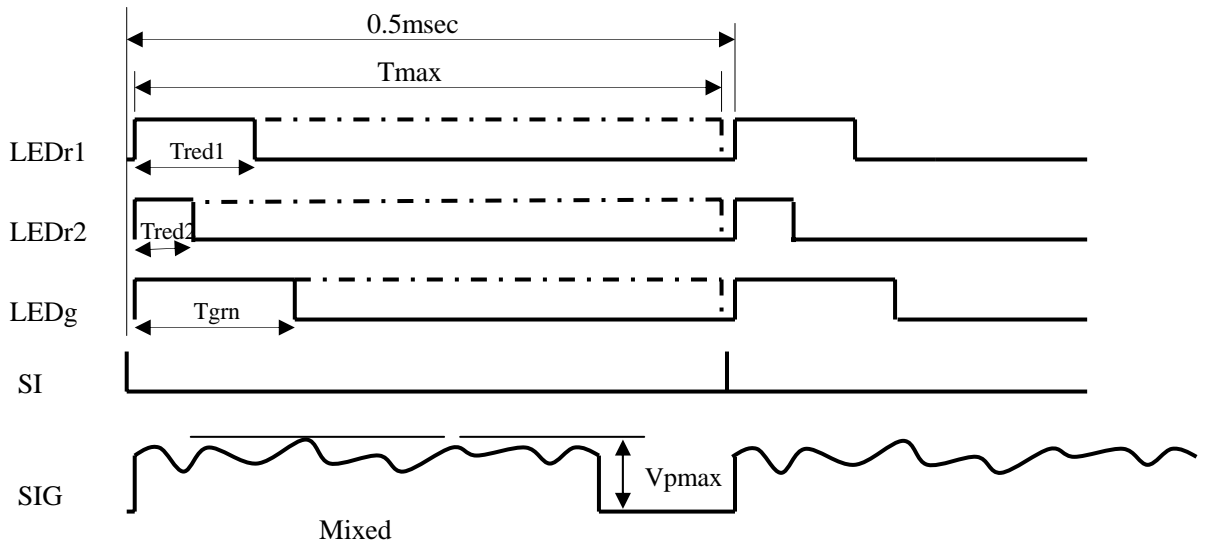 0.5msec
Tmax
LEDr1
Tred1
LEDr2
Tred2
LEDg
Tgrn
SI
SIG
Vpmax
Mixed